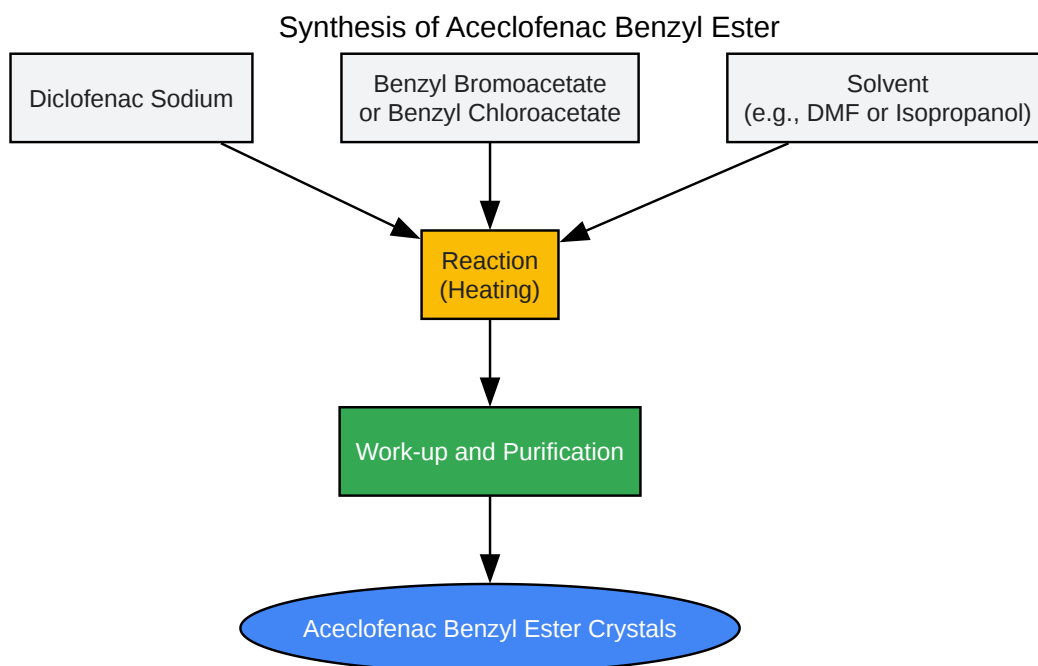 Synthesis of Aceclofenac Benzyl Ester
Diclofenac Sodium
Benzyl Bromoacetate
or Benzyl Chloroacetate
Solvent
(e.g., DMF or Isopropanol)
Reaction
(Heating)
Work-up and Purification
Aceclofenac Benzyl Ester Crystals